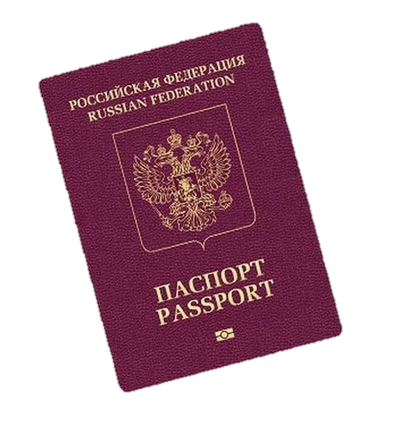 РОССИЙСКАЯ ФЕДЕРАЦИЯ
RUSSIAN FEDERATION
ПАСПОРТ
PASSPORT